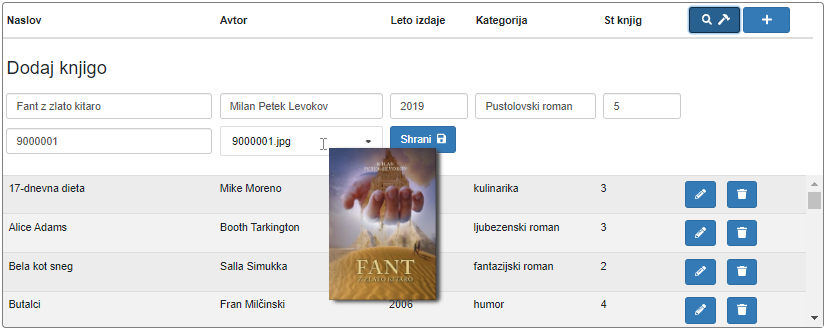 Naslov Avtor Leto izdaje Kategorija St knjig
Dodaj knjigo
Fant z zlato kitaro Milan Petek Levokov 2019 Pustolovski roman 5
9000001 9000001.jpg Shrani
MILAN
PETEK-LEVOKOV
FANT
Z ZLATO KITARO
17-dnevna dieta Mike Moreno kulinarika 3
Alice Adams Booth Tarkington ljubezenski roman 3
Bela kot sneg Salla Simukka fantazijski roman 2
Butalci Fran Milčinski 2006 humor 4